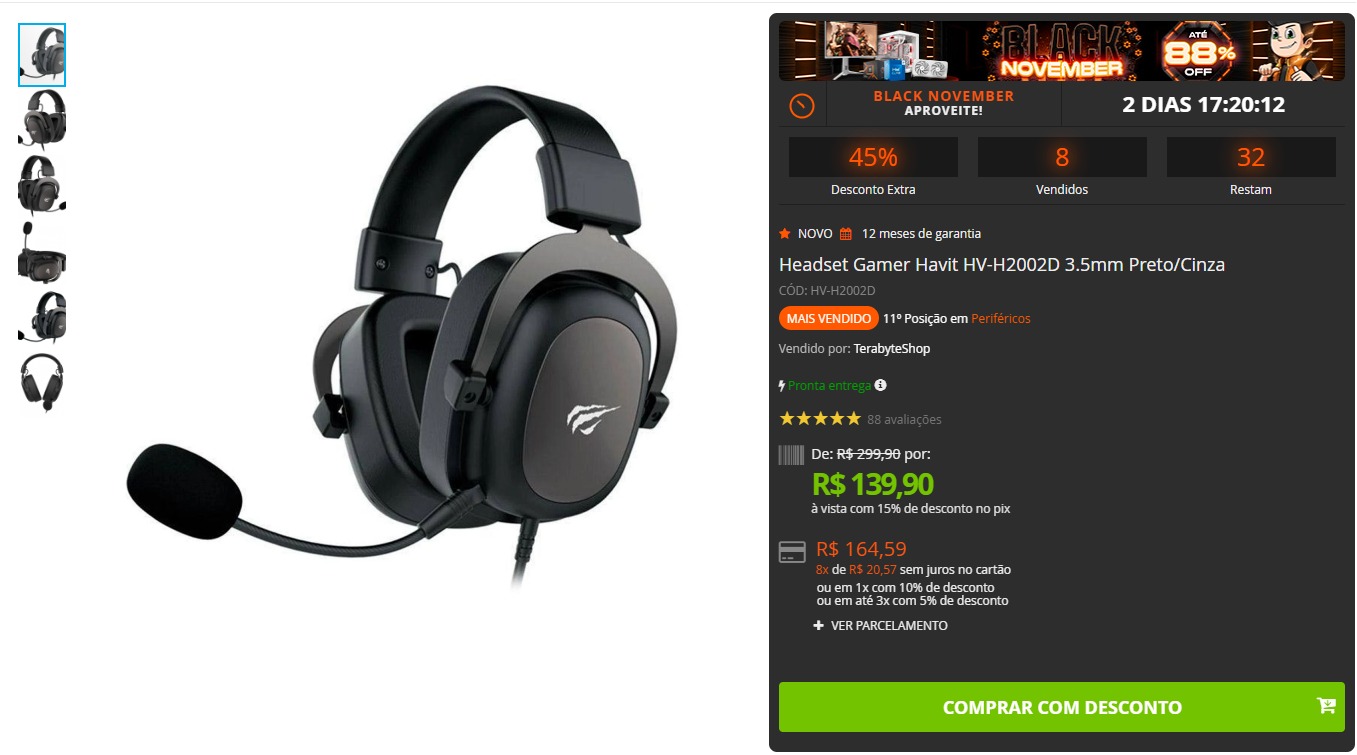 BLACK
NOVEMBER
ATÉ
88%
OFF
BLACK NOVEMBER
APROVEITE!
2 DIAS 17:20:12
45%
Desconto Extra
8
Vendidos
32
Restam
NOVO 12 meses de garantia
Headset Gamer Havit HV-H2002D 3.5mm Preto/Cinza
CÓD: HV-H2002D
MAIS VENDIDO 11º Posição em Periféricos
Vendido por: TerabyteShop
Pronta entrega
88 avaliações
De: R$ 299,90 por:
R$ 139,90
à vista com 15% de desconto no pix
R$ 164,59
8x de R$ 20,57 sem juros no cartão
ou em 1x com 10% de desconto
ou em até 3x com 5% de desconto
+ VER PARCELAMENTO
COMPRAR COM DESCONTO